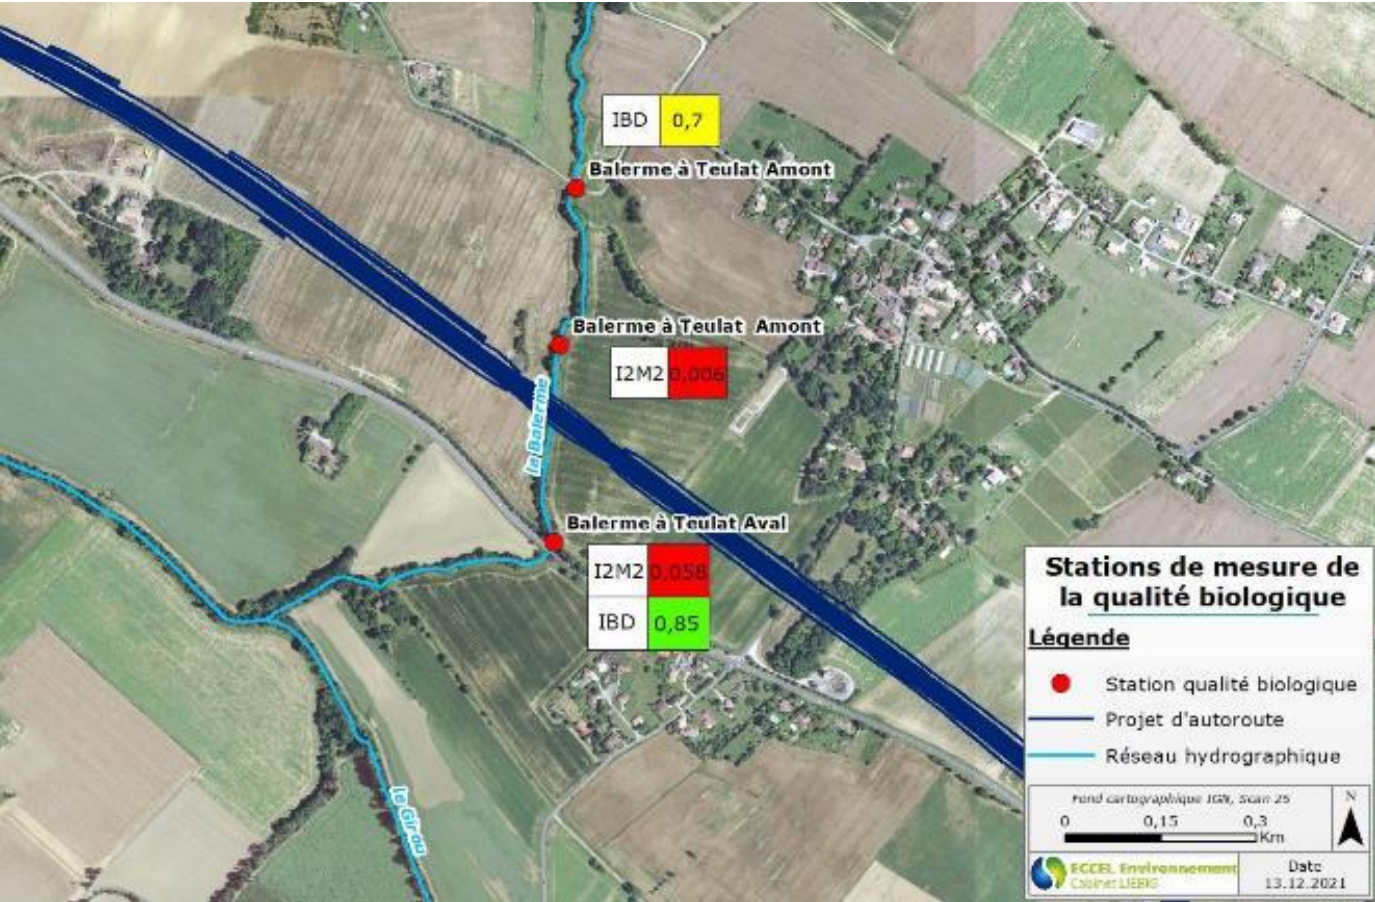 IBD 0,7
Balerme à Teulat Amont
Balerme à Teulat Amont
I2M2 0,006
la Balerme
Balerme à Teulat Aval
I2M2 0,058
IBD 0,85
le Girou
Stations de mesure de
la qualité biologique
Légende
Station qualité biologique
Projet d'autoroute
Réseau hydrographique
Fond cartographique IGN, Scan 25
N
0 0,15 0,3
Km
ECCEL Environnement
Cabinet LIEBIG
Date
13.12.2021